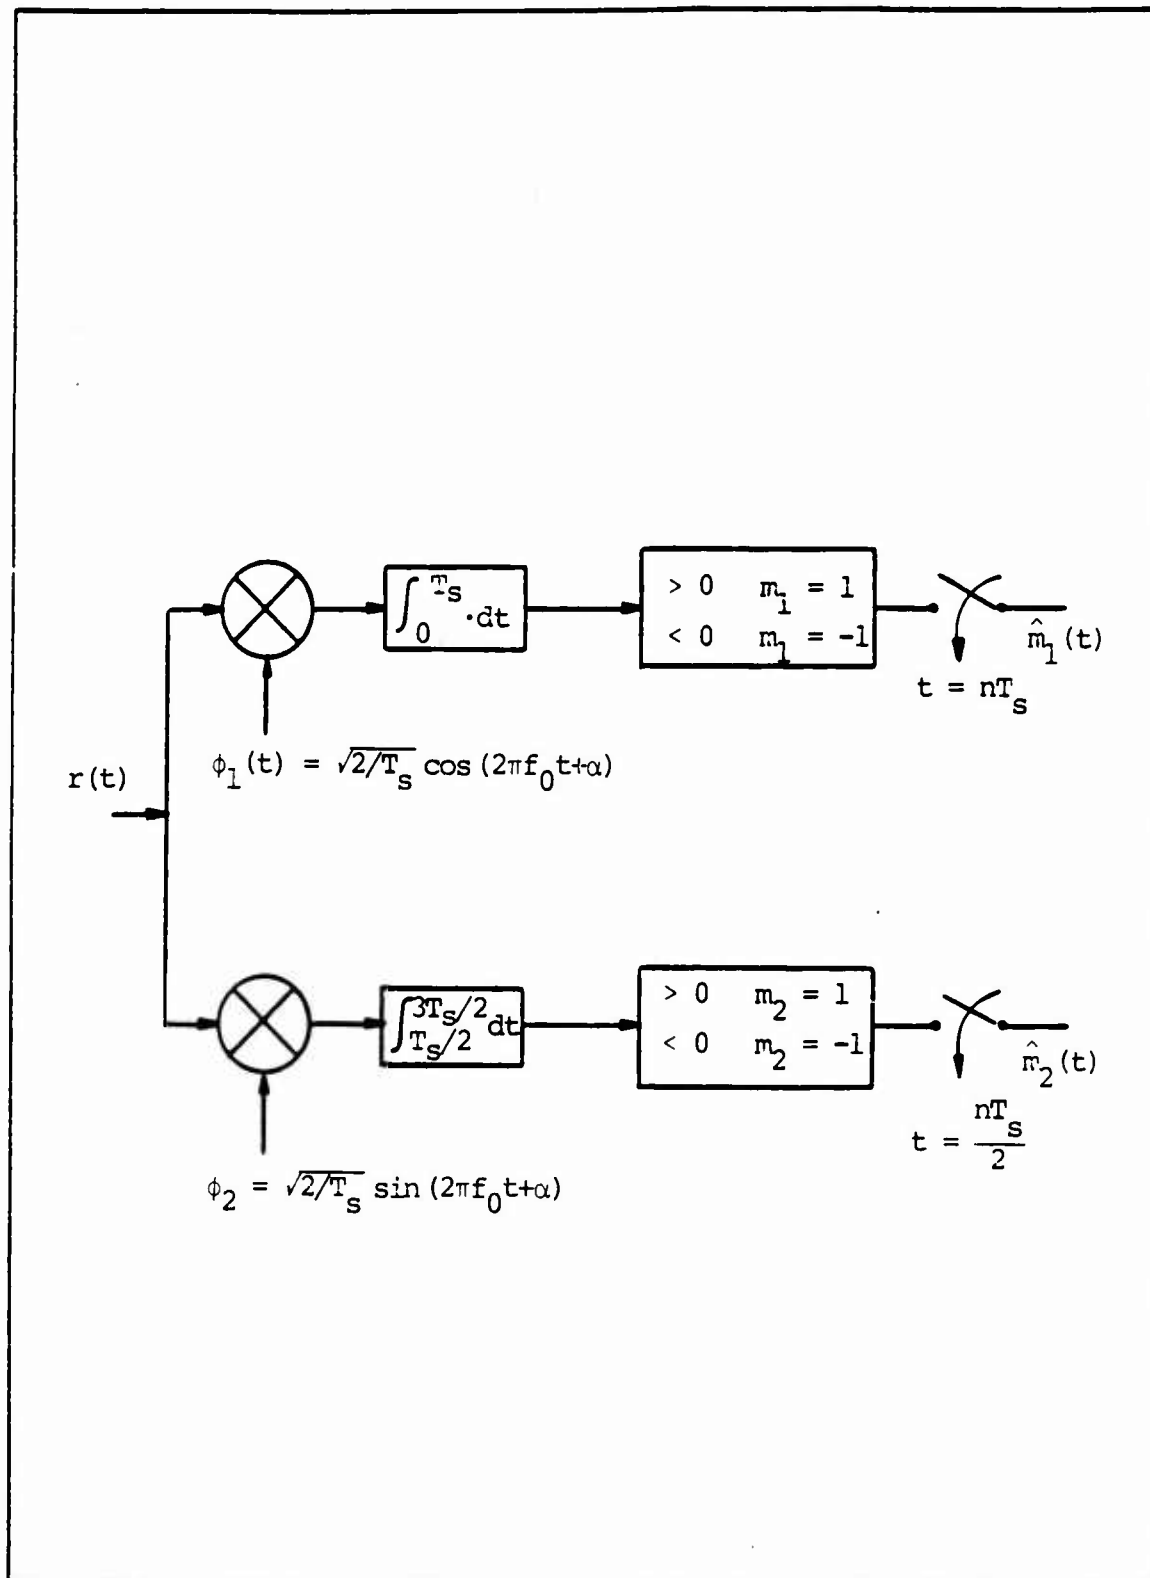 ∫₀^Tₛ ·dt
> 0 m₁ = 1
< 0 m₁ = -1
m̂₁(t)
t = nTₛ
φ₁(t) = √2/Tₛ cos (2πf₀t+α)
r(t)
∫_Tₛ/2^3Tₛ/2 dt
> 0 m₂ = 1
< 0 m₂ = -1
m̂₂(t)
t = nTₛ/2
φ₂ = √2/Tₛ sin (2πf₀t+α)